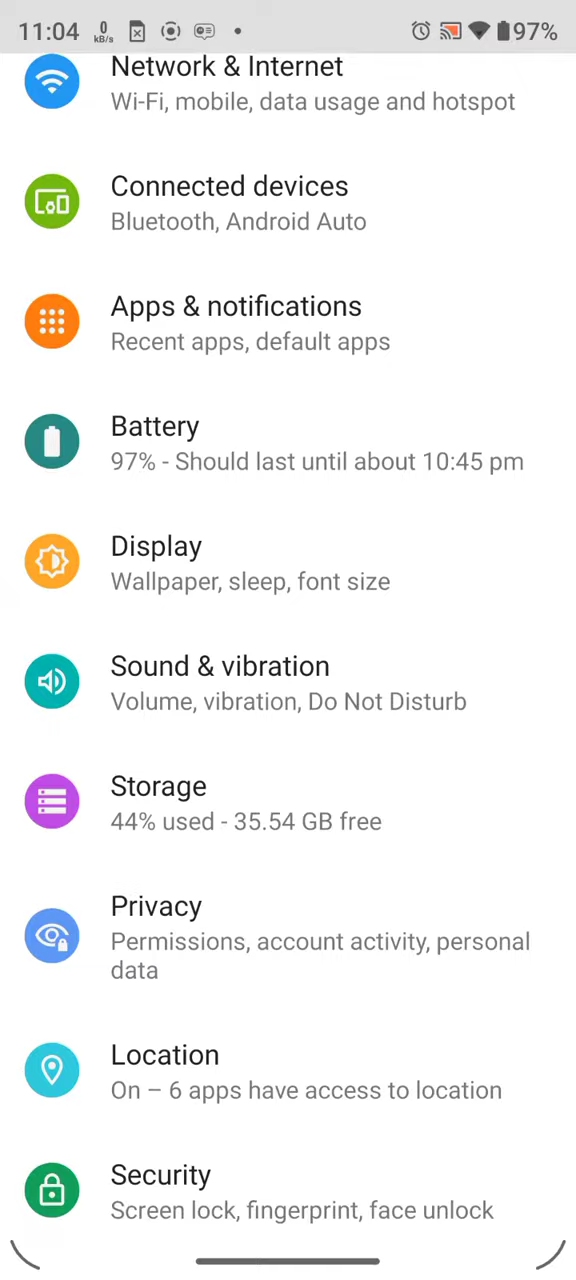 11:04 0 kB/s 97%
Network & Internet
Wi-Fi, mobile, data usage and hotspot
Connected devices
Bluetooth, Android Auto
Apps & notifications
Recent apps, default apps
Battery
97% - Should last until about 10:45 pm
Display
Wallpaper, sleep, font size
Sound & vibration
Volume, vibration, Do Not Disturb
Storage
44% used - 35.54 GB free
Privacy
Permissions, account activity, personal
data
Location
On – 6 apps have access to location
Security
Screen lock, fingerprint, face unlock